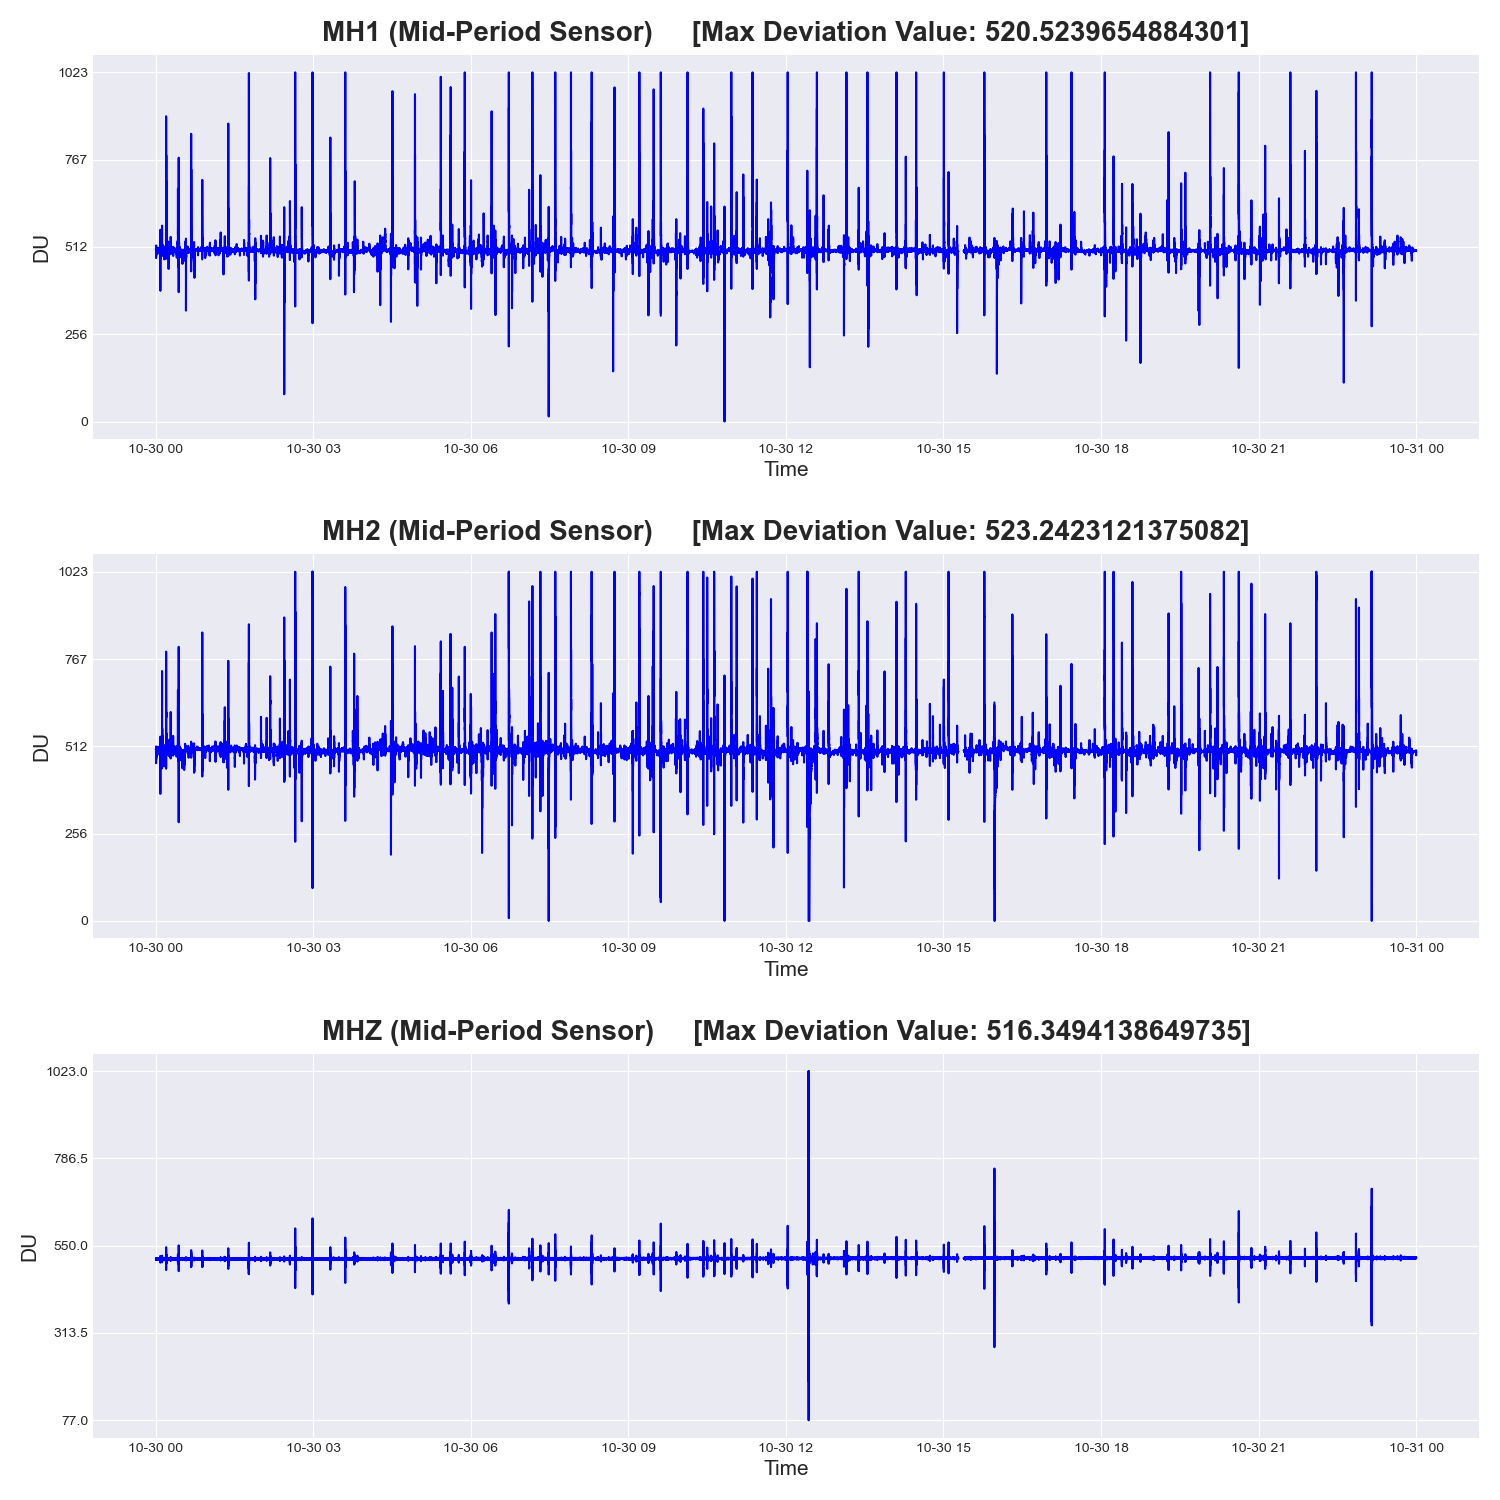 MH1 (Mid-Period Sensor) [Max Deviation Value: 520.5239654884301]
1023
767
512
256
0
DU
10-30 00 10-30 03 10-30 06 10-30 09 10-30 12 10-30 15 10-30 18 10-30 21 10-31 00
Time
MH2 (Mid-Period Sensor) [Max Deviation Value: 523.2423121375082]
1023
767
512
256
0
DU
10-30 00 10-30 03 10-30 06 10-30 09 10-30 12 10-30 15 10-30 18 10-30 21 10-31 00
Time
MHZ (Mid-Period Sensor) [Max Deviation Value: 516.3494138649735]
1023.0
786.5
550.0
313.5
77.0
DU
10-30 00 10-30 03 10-30 06 10-30 09 10-30 12 10-30 15 10-30 18 10-30 21 10-31 00
Time